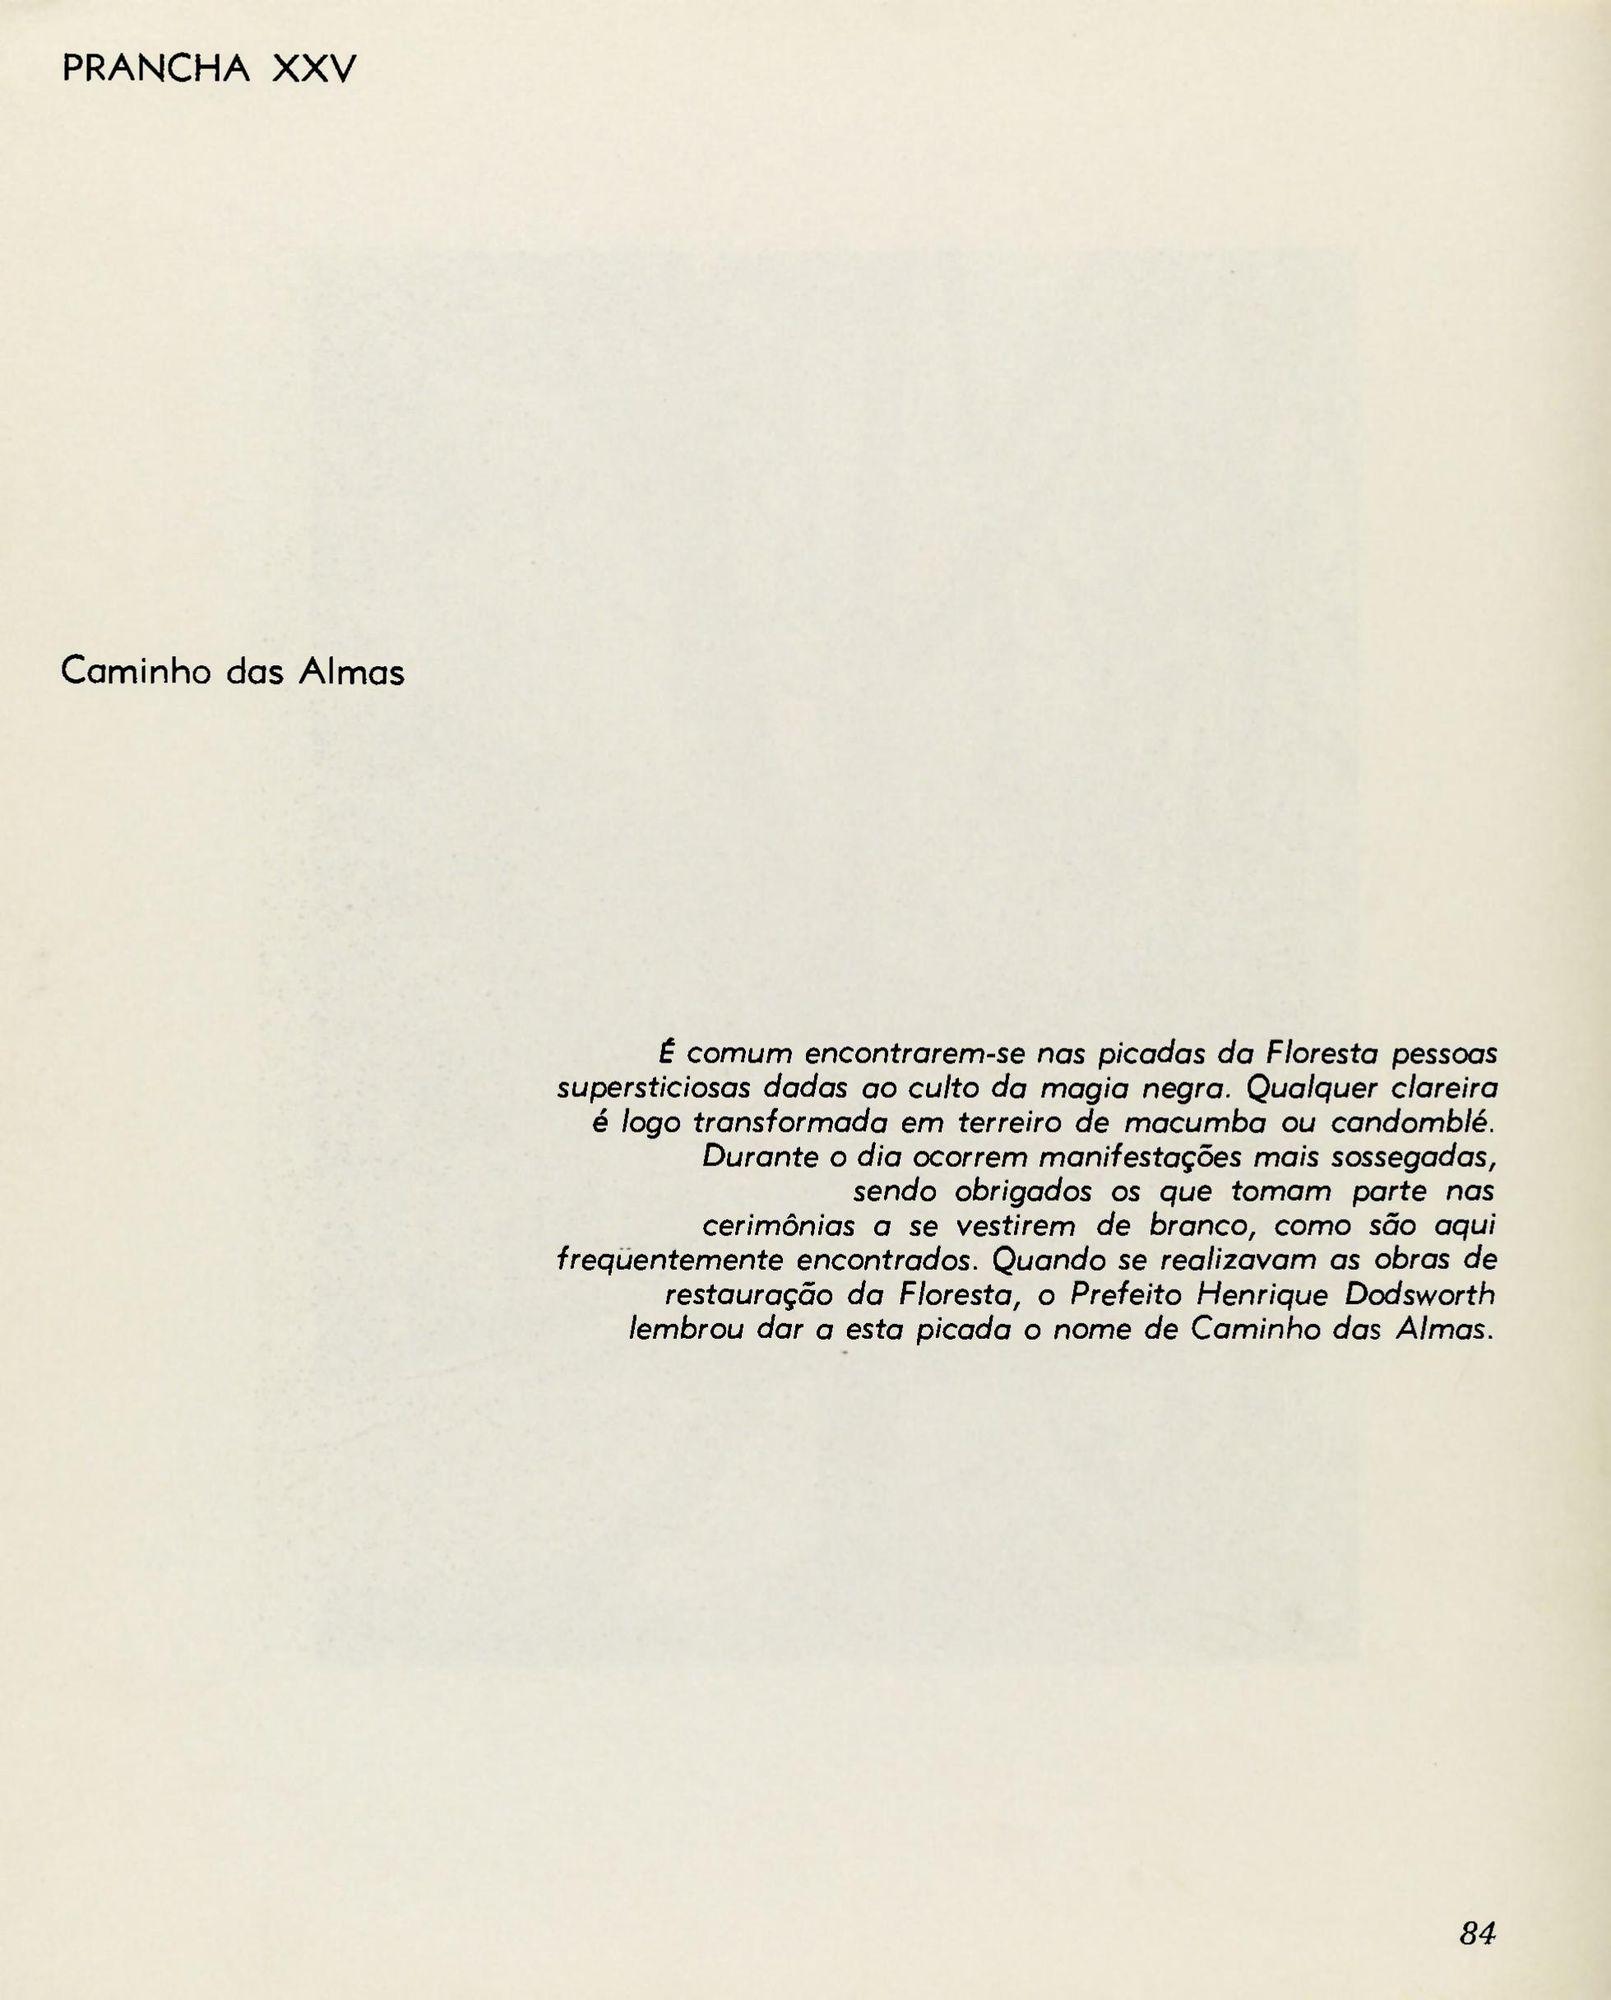 PRANCHA XXV
Caminho das Almas
É comum encontrarem-se nas picadas da Floresta pessoas
supersticiosas dadas ao culto da magia negra. Qualquer clareira
é logo transformada em terreiro de macumba ou candomblé.
Durante o dia ocorrem manifestações mais sossegadas,
sendo obrigados os que tomam parte nas
cerimônias a se vestirem de branco, como são aqui
freqüentemente encontrados. Quando se realizavam as obras de
restauração da Floresta, o Prefeito Henrique Dodsworth
lembrou dar a esta picada o nome de Caminho das Almas.
84